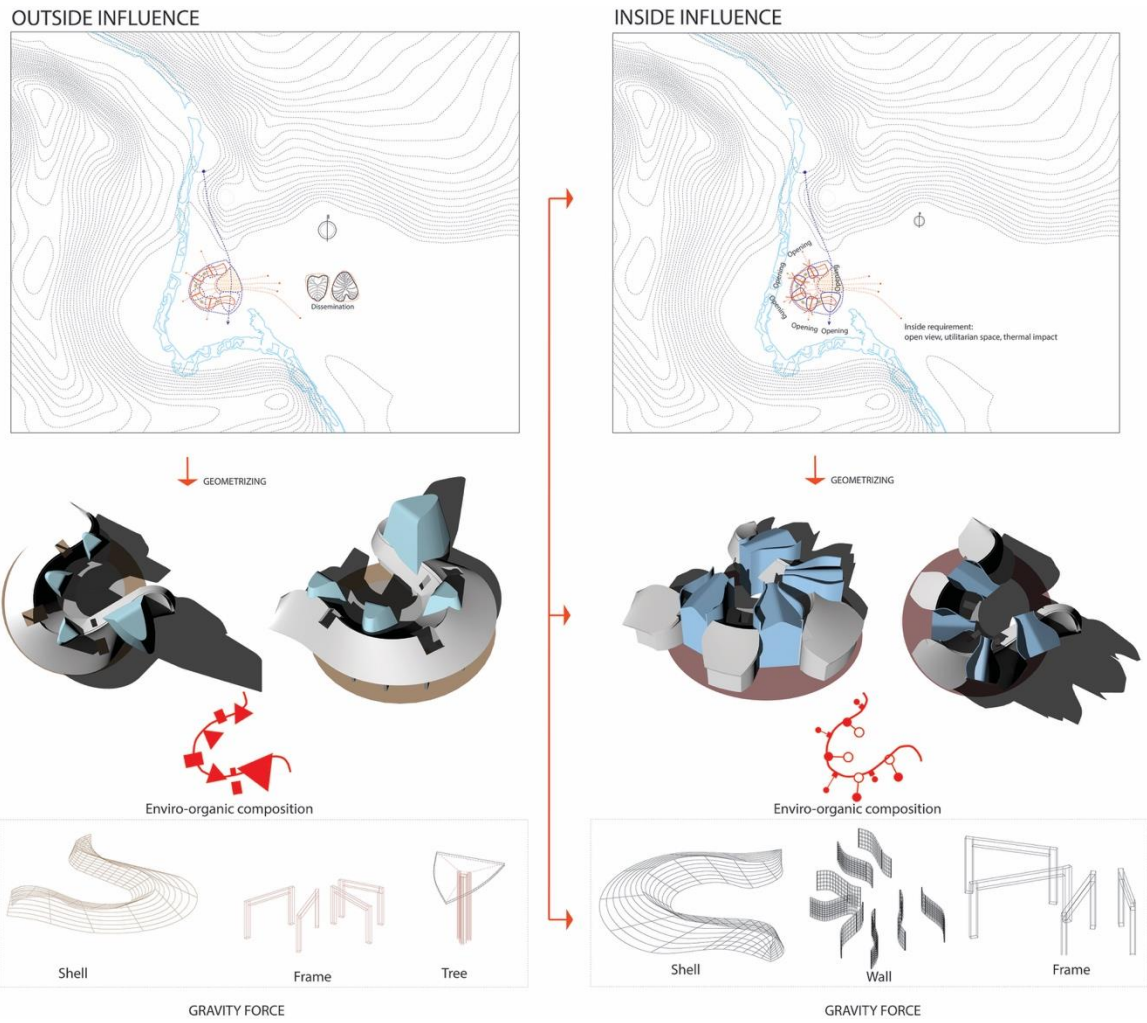 OUTSIDE INFLUENCE
Dissemination
GEOMETRIZING
Enviro-organic composition
Shell
Frame
Tree
GRAVITY FORCE
INSIDE INFLUENCE
Opening
Opening
Opening
Opening
Opening Opening
Inside requirement:
open view, utilitarian space, thermal impact
GEOMETRIZING
Enviro-organic composition
Shell
Wall
Frame
GRAVITY FORCE